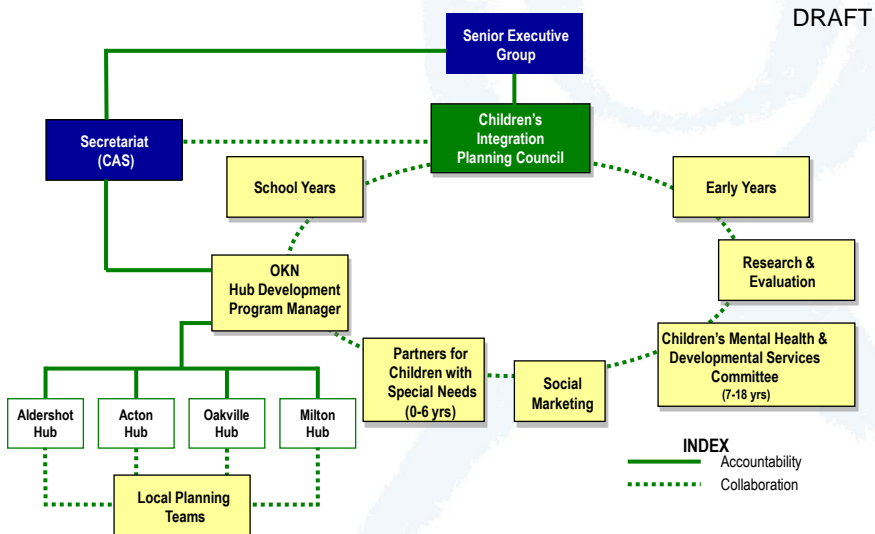 DRAFT
Senior Executive
Group
Secretariat
(CAS)
Children's
Integration
Planning Council
School Years
Early Years
OKN
Hub Development
Program Manager
Research &
Evaluation
Partners for
Children with
Special Needs
(0-6 yrs)
Social
Marketing
Children's Mental Health &
Developmental Services
Committee
(7-18 yrs)
Aldershot
Hub
Acton
Hub
Oakville
Hub
Milton
Hub
Local Planning
Teams
INDEX
Accountability
Collaboration